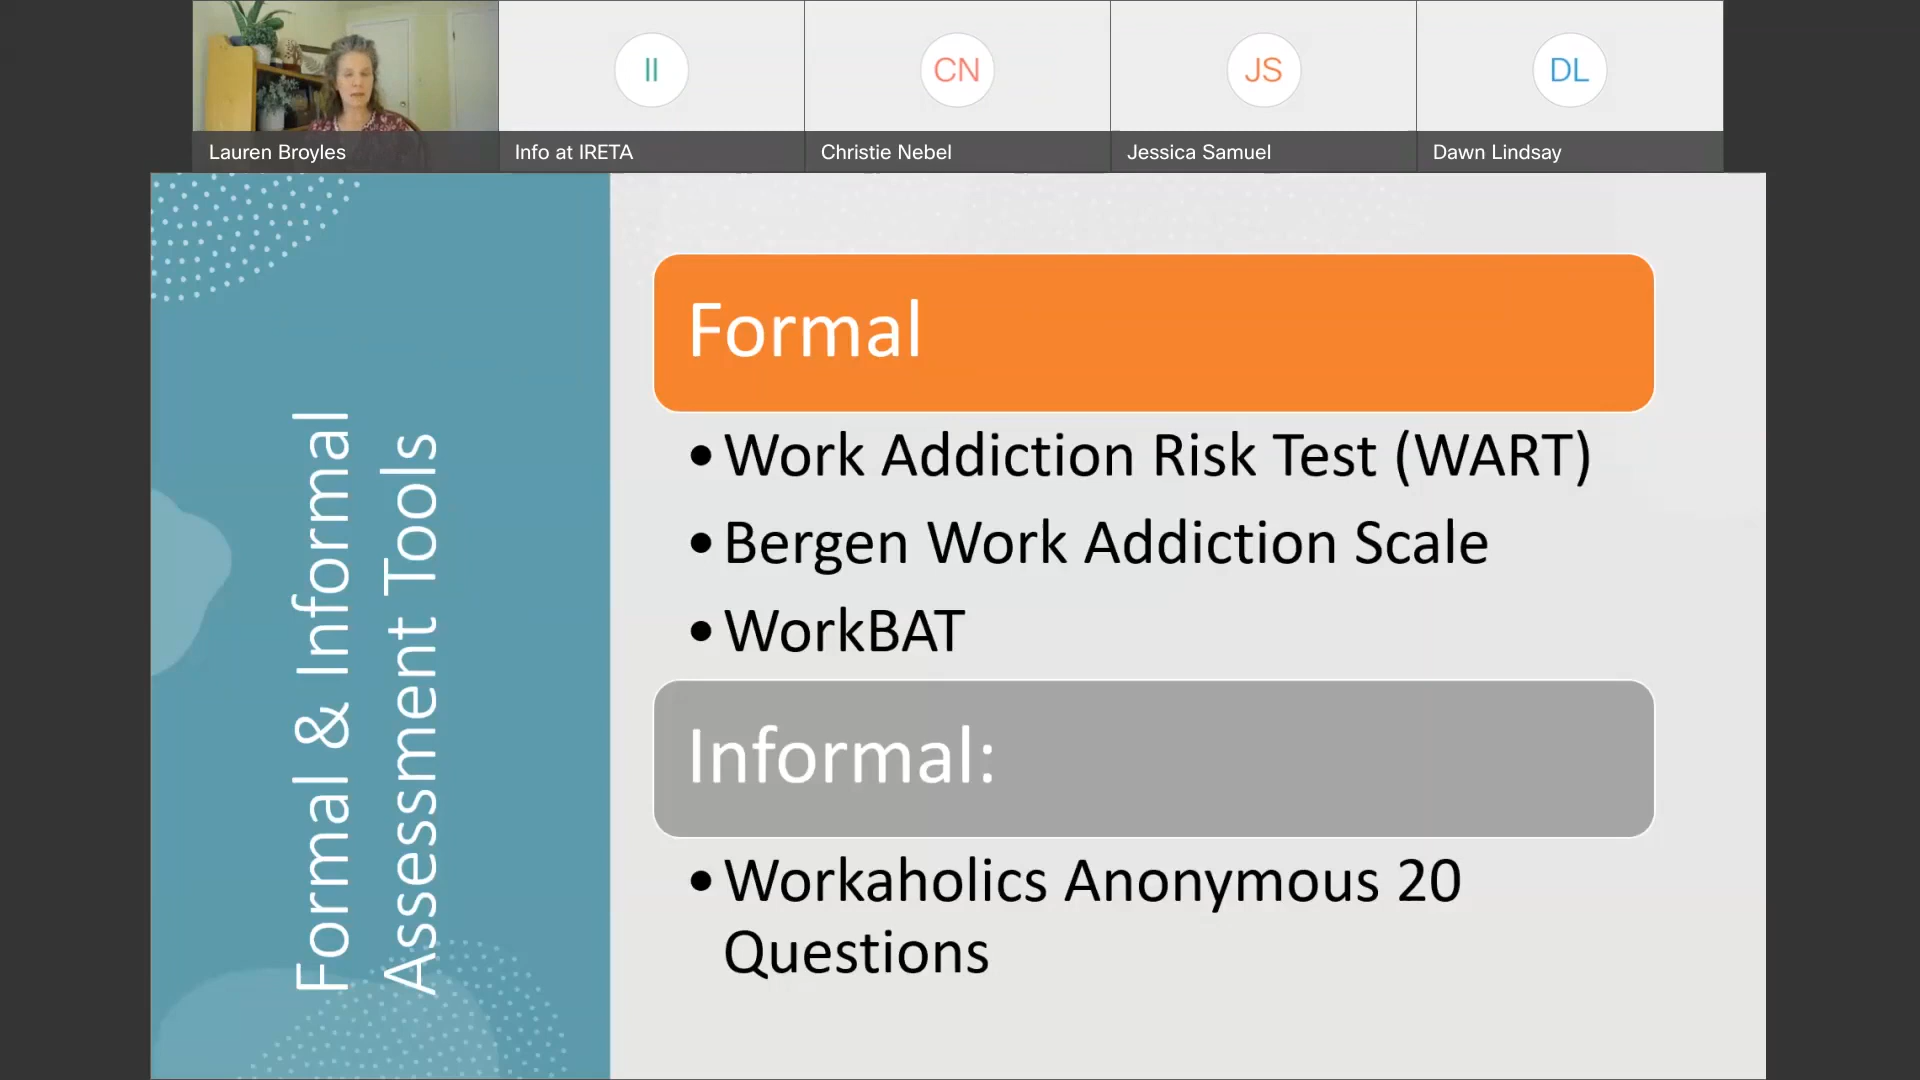 II
CN
JS
DL
Lauren Broyles
Info at IRETA
Christie Nebel
Jessica Samuel
Dawn Lindsay
Formal & Informal
Assessment Tools
Formal
•Work Addiction Risk Test (WART)
•Bergen Work Addiction Scale
•WorkBAT
Informal:
•Workaholics Anonymous 20
Questions